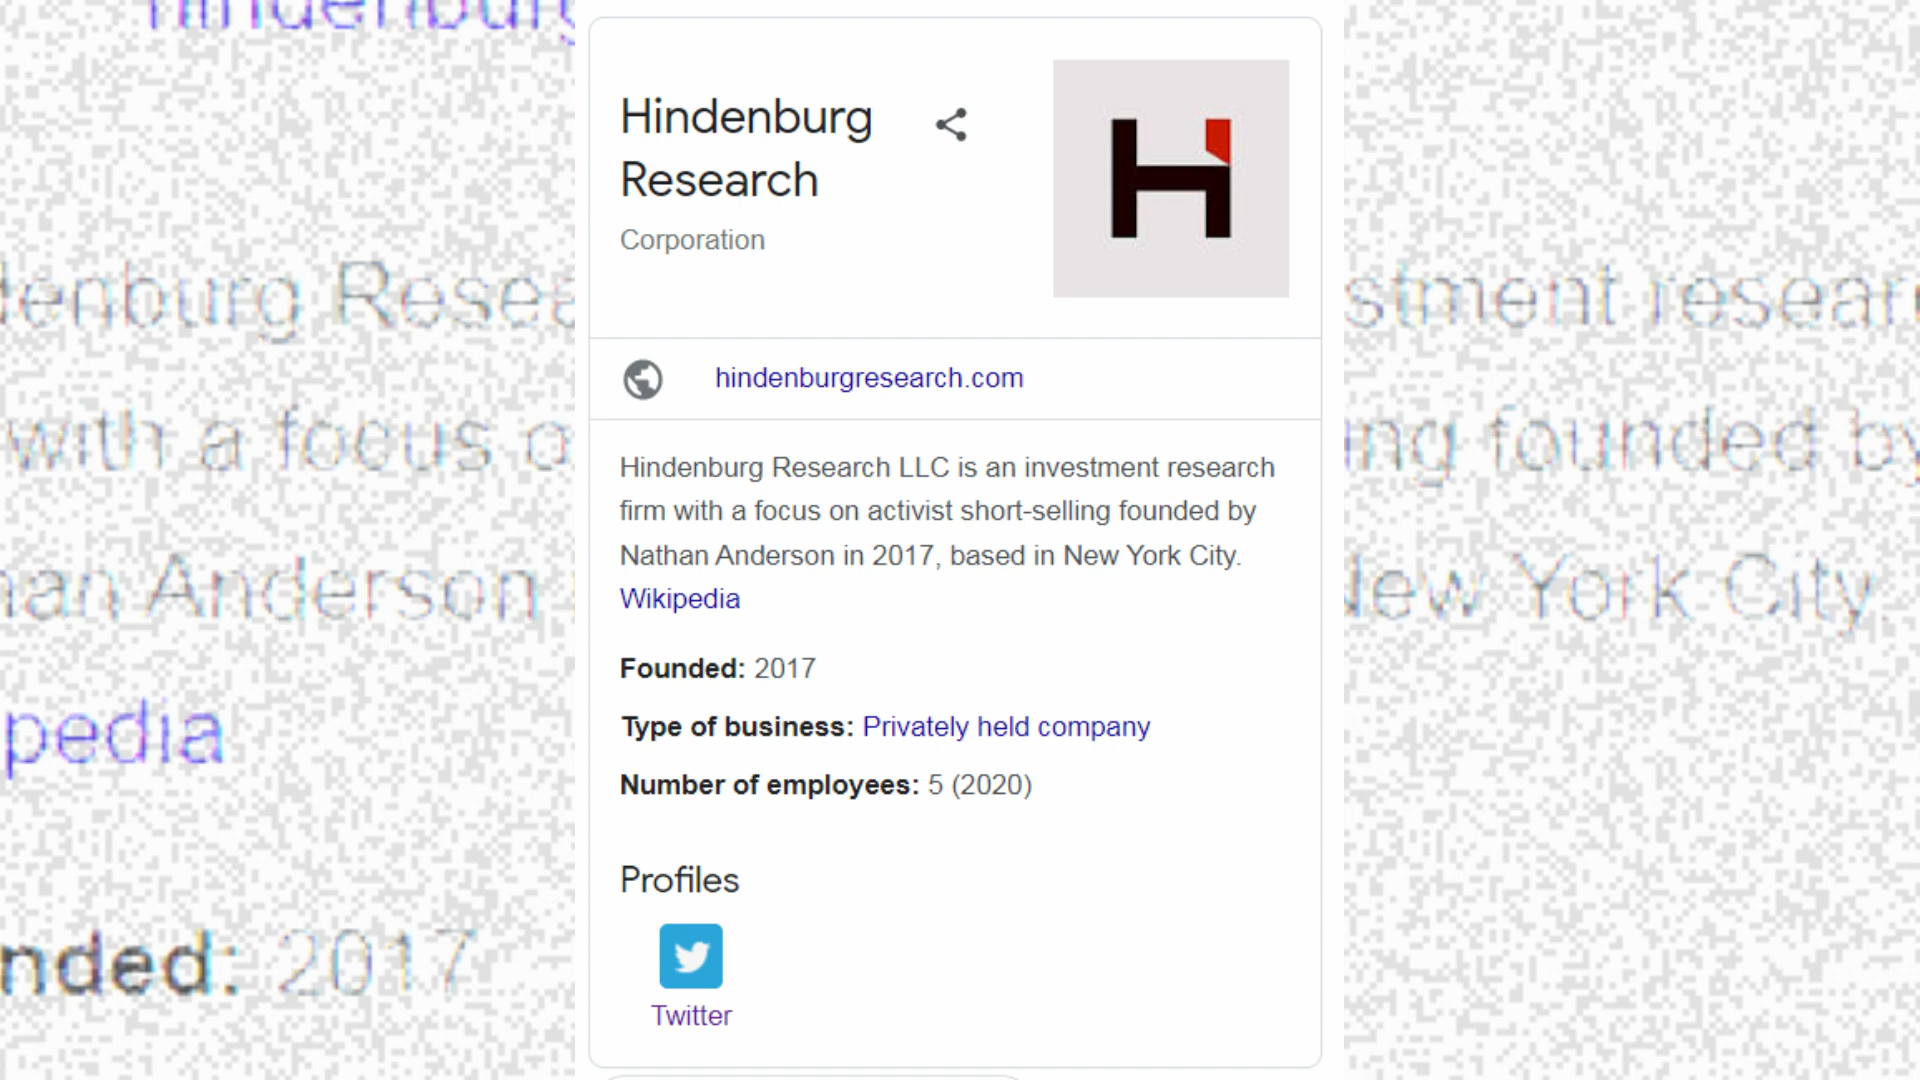 Hindenburg
Research
Corporation
hindenburgresearch.com
Hindenburg Research LLC is an investment research
firm with a focus on activist short-selling founded by
Nathan Anderson in 2017, based in New York City.
Wikipedia
Founded: 2017
Type of business: Privately held company
Number of employees: 5 (2020)
Profiles
Twitter